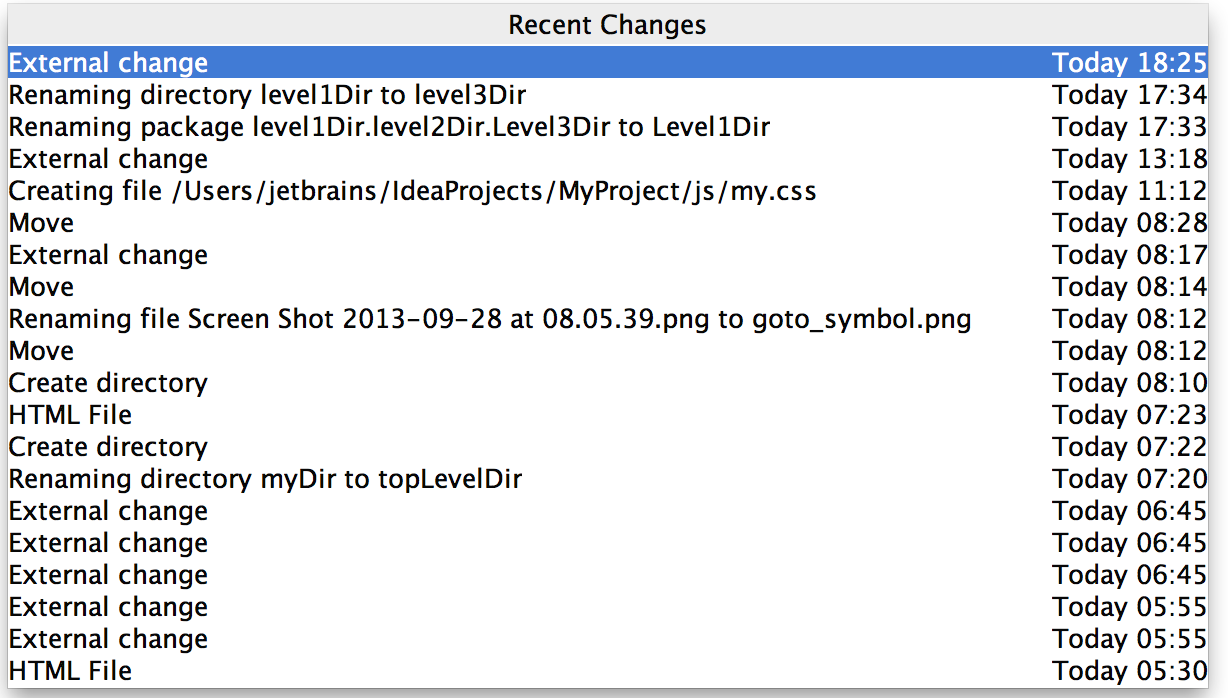 Recent Changes
External change Today 18:25
Renaming directory level1Dir to level3Dir Today 17:34
Renaming package level1Dir.level2Dir.Level3Dir to Level1Dir Today 17:33
External change Today 13:18
Creating file /Users/jetbrains/IdeaProjects/MyProject/js/my.css Today 11:12
Move Today 08:28
External change Today 08:17
Move Today 08:14
Renaming file Screen Shot 2013-09-28 at 08.05.39.png to goto_symbol.png Today 08:12
Move Today 08:12
Create directory Today 08:10
HTML File Today 07:23
Create directory Today 07:22
Renaming directory myDir to topLevelDir Today 07:20
External change Today 06:45
External change Today 06:45
External change Today 06:45
External change Today 05:55
External change Today 05:55
HTML File Today 05:30